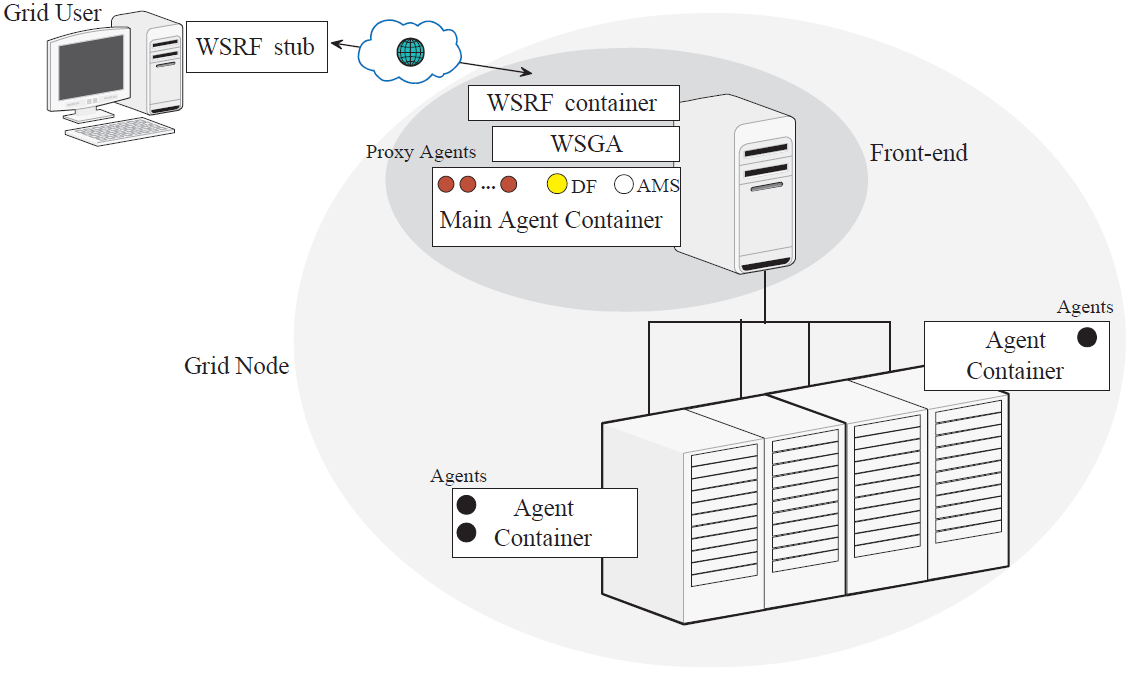 Grid User
WSRF stub
WSRF container
WSGA
Front-end
Proxy Agents
... DF AMS
Main Agent Container
Agents
Agent
Container
Grid Node
Agents
Agent
Container